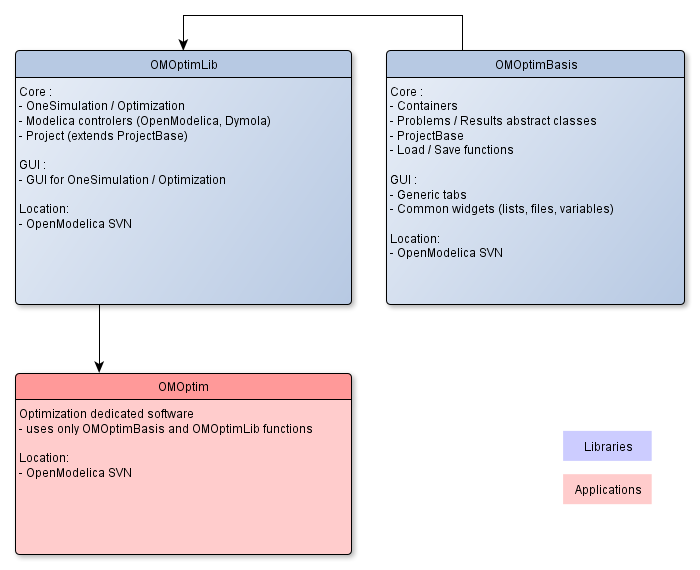 OMOptimLib
Core :
- OneSimulation / Optimization
- Modelica controlers (OpenModelica, Dymola)
- Project (extends ProjectBase)
GUI :
- GUI for OneSimulation / Optimization
Location:
- OpenModelica SVN
OMOptimBasis
Core :
- Containers
- Problems / Results abstract classes
- ProjectBase
- Load / Save functions
GUI :
- Generic tabs
- Common widgets (lists, files, variables)
Location:
- OpenModelica SVN
OMOptim
Optimization dedicated software
- uses only OMOptimBasis and OMOptimLib functions
Location:
- OpenModelica SVN
Libraries
Applications